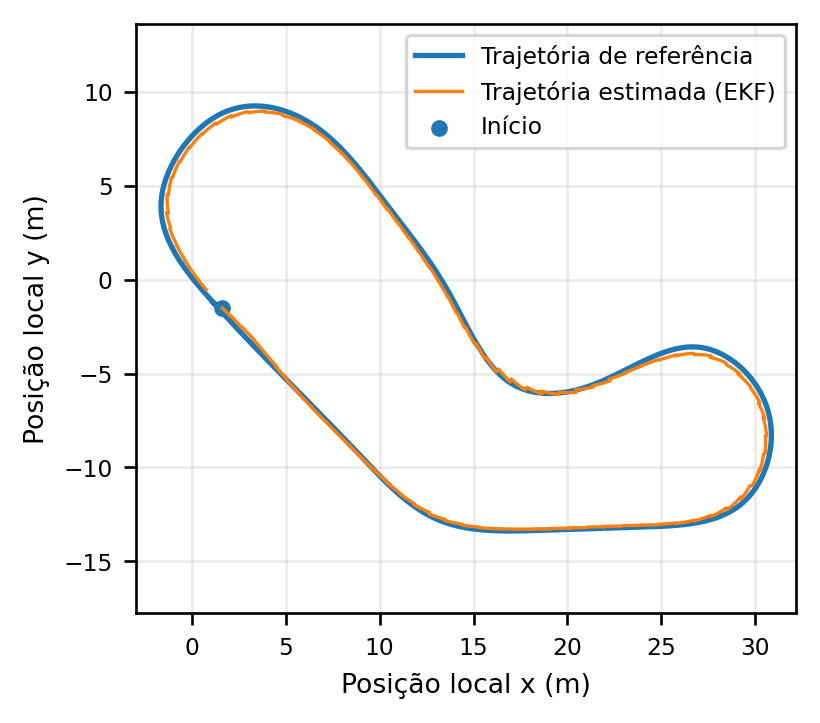 Trajetória de referência
Trajetória estimada (EKF)
Início
10
5
0
−5
−10
−15
Posição local y (m)
0 5 10 15 20 25 30
Posição local x (m)